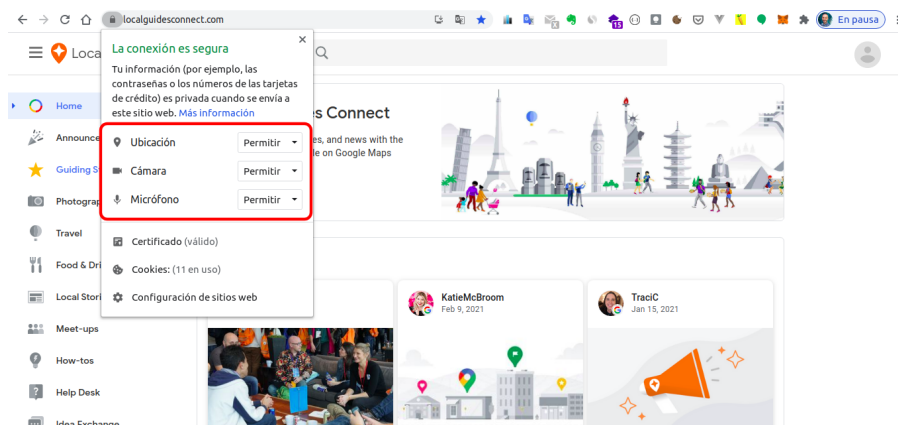 localguidesconnect.com
15
En pausa
La conexión es segura
Loca
Tu información (por ejemplo, las
contraseñas o los números de las tarjetas
de crédito) es privada cuando se envía a
este sitio web. Más información
s Connect
es, and news with the
le on Google Maps
Ubicación Permitir
Cámara Permitir
Micrófono Permitir
Certificado (válido)
Cookies: (11 en uso)
Configuración de sitios web
Home
Announce
Guiding S
Photograp
Travel
Food & Dri
Local Stori
Meet-ups
How-tos
Help Desk
Idea Exchange
KatieMcBroom
Feb 9, 2021
TraciC
Jan 15, 2021